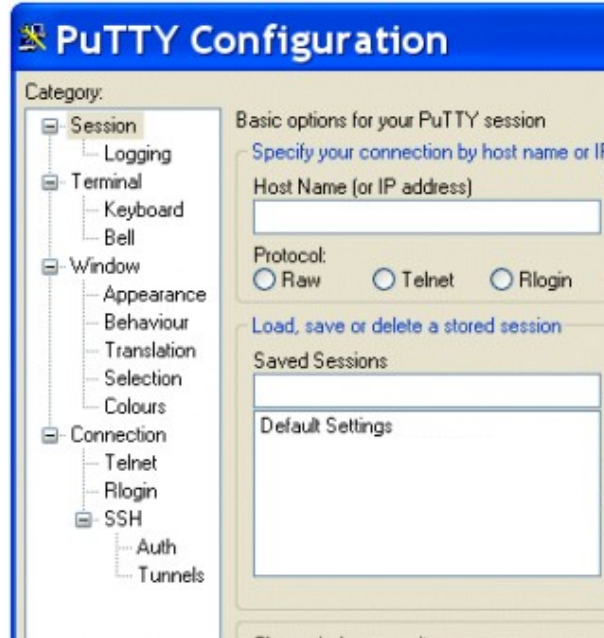 PuTTY Configuration
Category:
Session
Logging
Terminal
Keyboard
Bell
Window
Appearance
Behaviour
Translation
Selection
Colours
Connection
Telnet
Rlogin
SSH
Auth
Tunnels
Basic options for your PuTTY session
Specify your connection by host name or IP
Host Name (or IP address)
Protocol:
Raw Telnet Rlogin
Load, save or delete a stored session
Saved Sessions
Default Settings